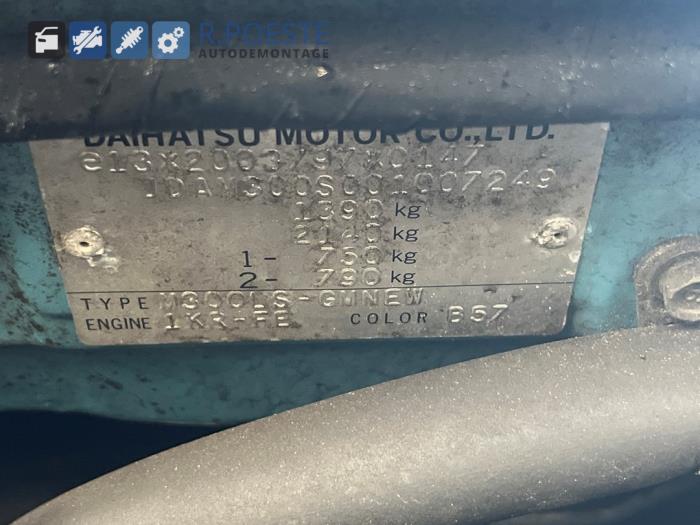 R.POESTE
AUTODEMONTAGE
DAIHATSU MOTOR CO.,LTD.
e13*2003/97*0147
JDAM300S001007249
1390 kg
2140 kg
1- 750 kg
2- 790 kg
TYPE M300LS-GMNEW
ENGINE 1KR-FE COLOR B57